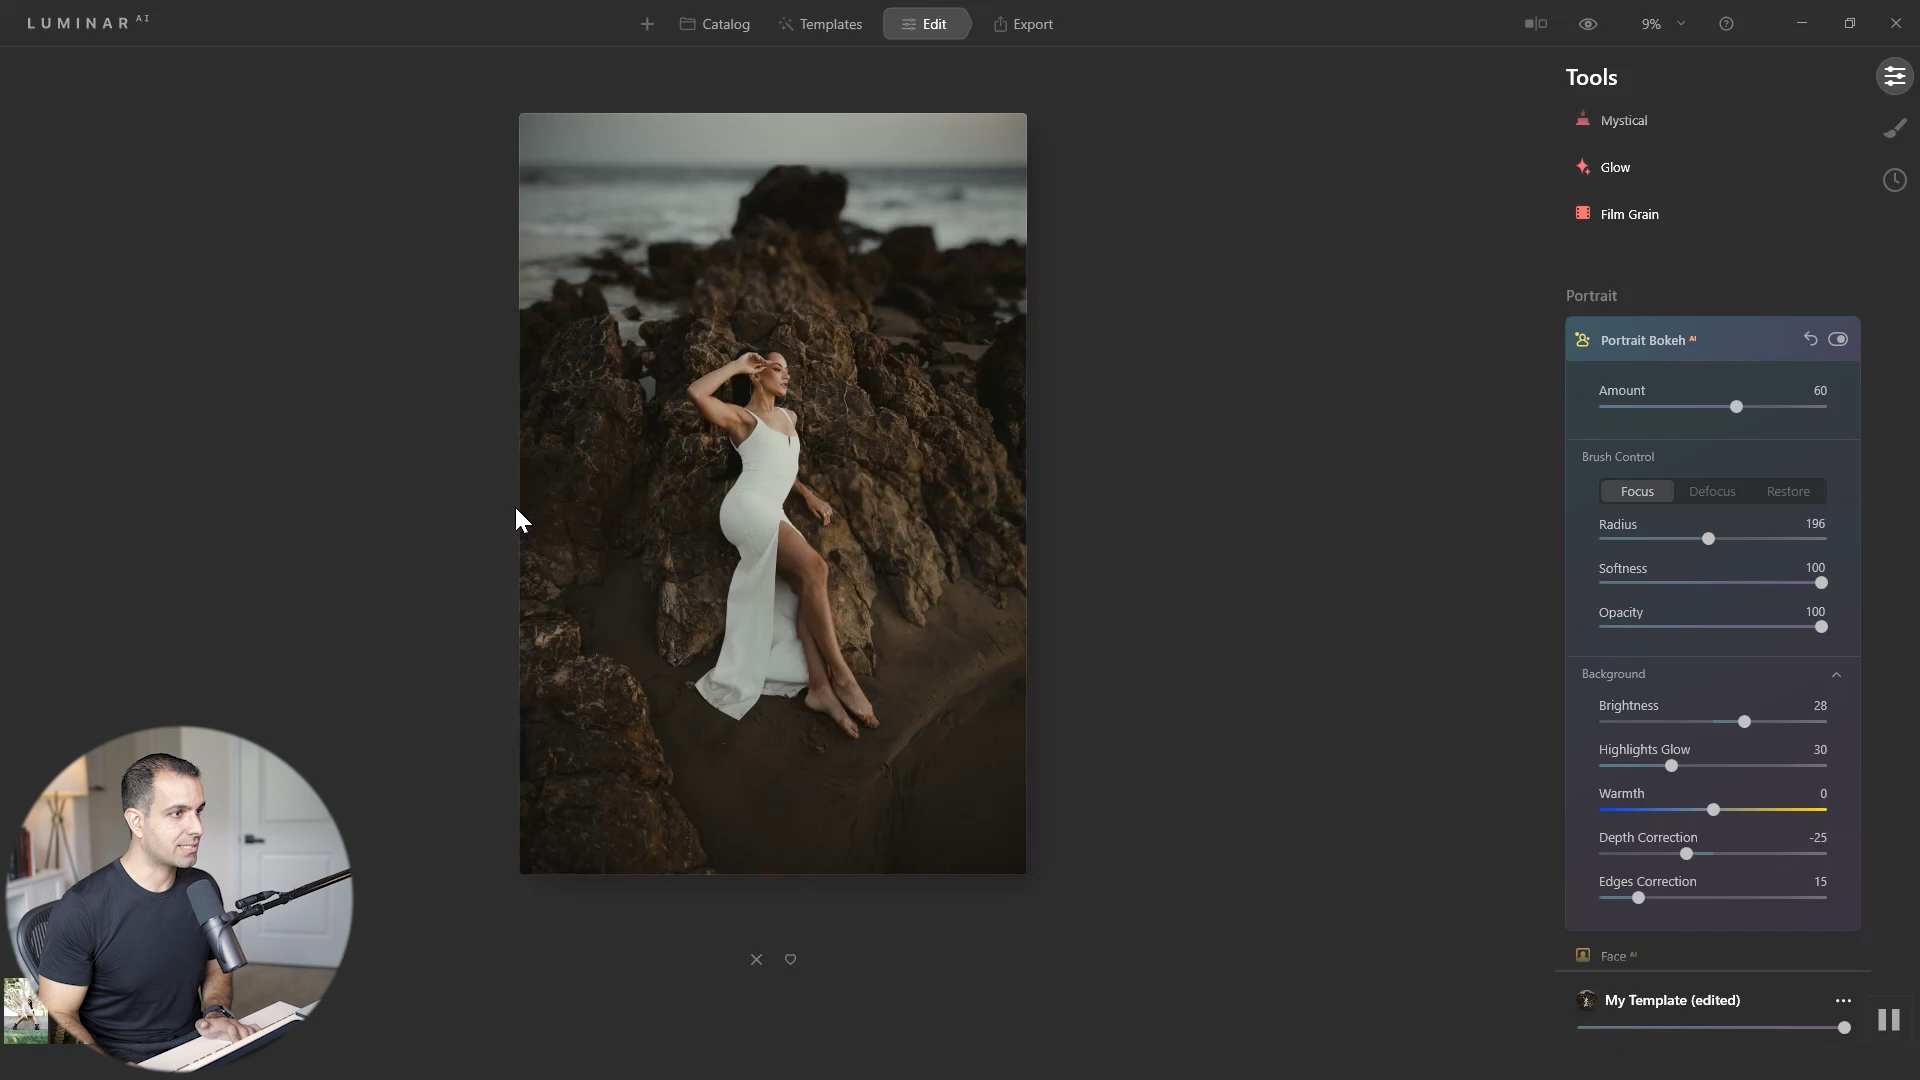 LUMINAR AI
Catalog
Templates
Edit
Export
9%
Tools
Mystical
Glow
Film Grain
Portrait
Portrait Bokeh AI
Amount 60
Brush Control
Focus Defocus Restore
Radius 196
Softness 100
Opacity 100
Background
Brightness 28
Highlights Glow 30
Warmth 0
Depth Correction -25
Edges Correction 15
Face AI
My Template (edited)